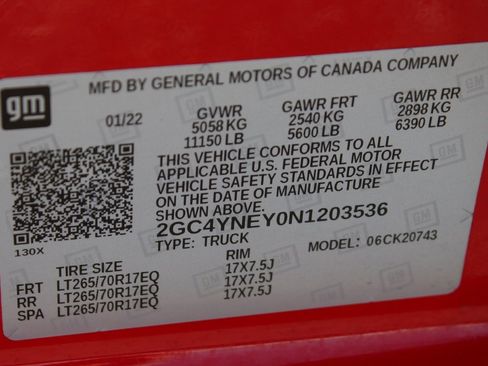 gm
MFD BY GENERAL MOTORS OF CANADA COMPANY
01/22 GVWR GAWR FRT GAWR RR
5058 KG 2540 KG 2898 KG
11150 LB 5600 LB 6390 LB
THIS VEHICLE CONFORMS TO ALL
APPLICABLE U.S. FEDERAL MOTOR
VEHICLE SAFETY STANDARDS IN EFFECT
ON THE DATE OF MANUFACTURE
SHOWN ABOVE.
2GC4YNEY0N1203536
TYPE: TRUCK MODEL: 06CK20743
130X
TIRE SIZE RIM
FRT LT265/70R17EQ 17X7.5J
RR LT265/70R17EQ 17X7.5J
SPA LT265/70R17EQ 17X7.5J